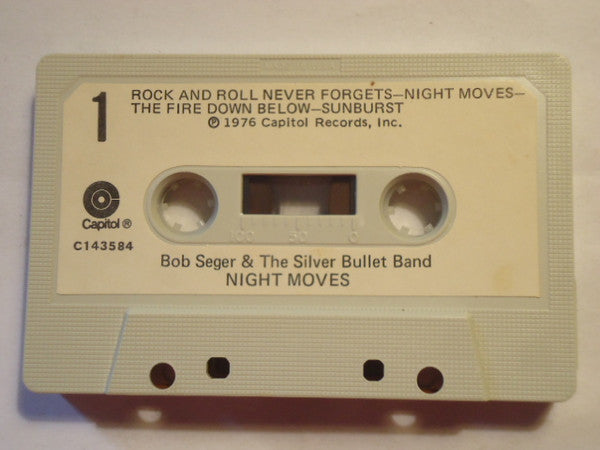 1
ROCK AND ROLL NEVER FORGETS—NIGHT MOVES—
THE FIRE DOWN BELOW—SUNBURST
Ⓟ 1976 Capitol Records, Inc.
Capitol ®
C143584
100 50 0
Bob Seger & The Silver Bullet Band
NIGHT MOVES